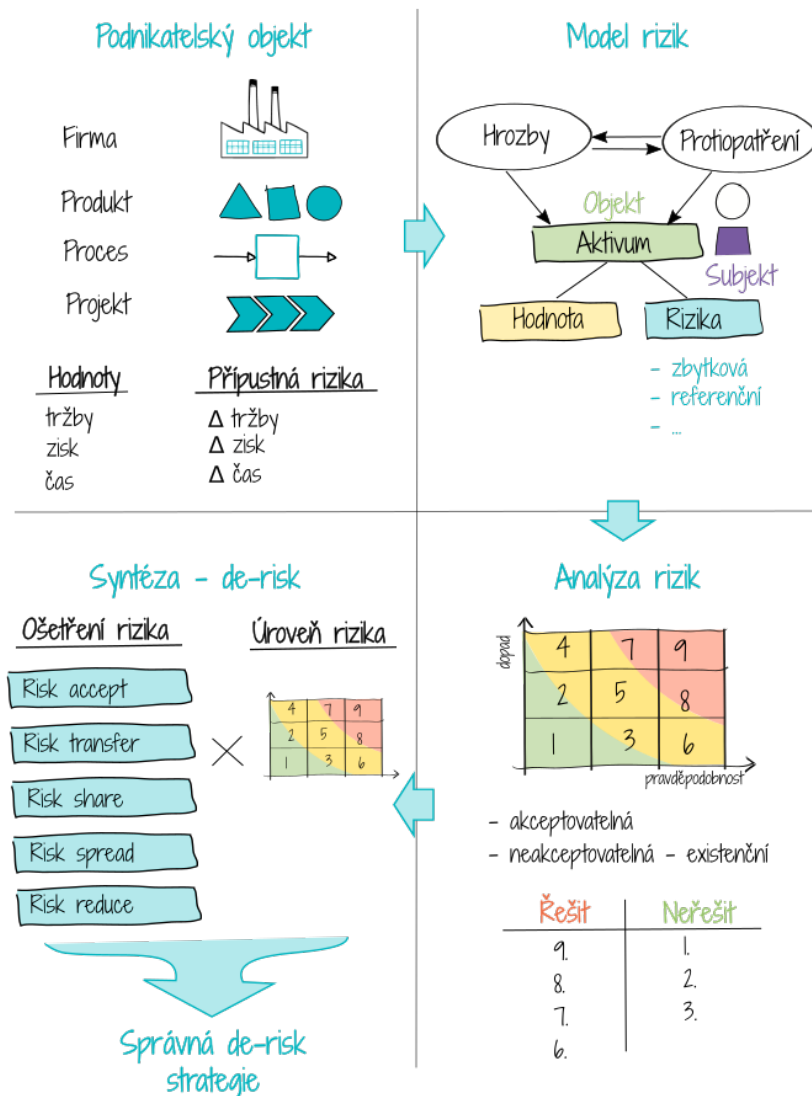 Podnikatelský objekt
Firma
Produkt
Proces
Projekt
Hodnoty
Přípustná rizika
tržby
Δ tržby
zisk
Δ zisk
čas
Δ čas
Model rizik
Hrozby
Protiopatření
Objekt
Aktivum
Subjekt
Hodnota
Rizika
- zbytková
- referenční
- ...
Analýza rizik
dopad
4 7 9
2 5 8
1 3 6
pravděpodobnost
- akceptovatelná
- neakceptovatelná - existenční
Řešit
Neřešit
9. 1.
8. 2.
7. 3.
6.
Syntéza - de-risk
Ošetření rizika
Úroveň rizika
Risk accept
Risk transfer
Risk share
Risk spread
Risk reduce
×
4 7 9
2 5 8
1 3 6
Správná de-risk
strategie